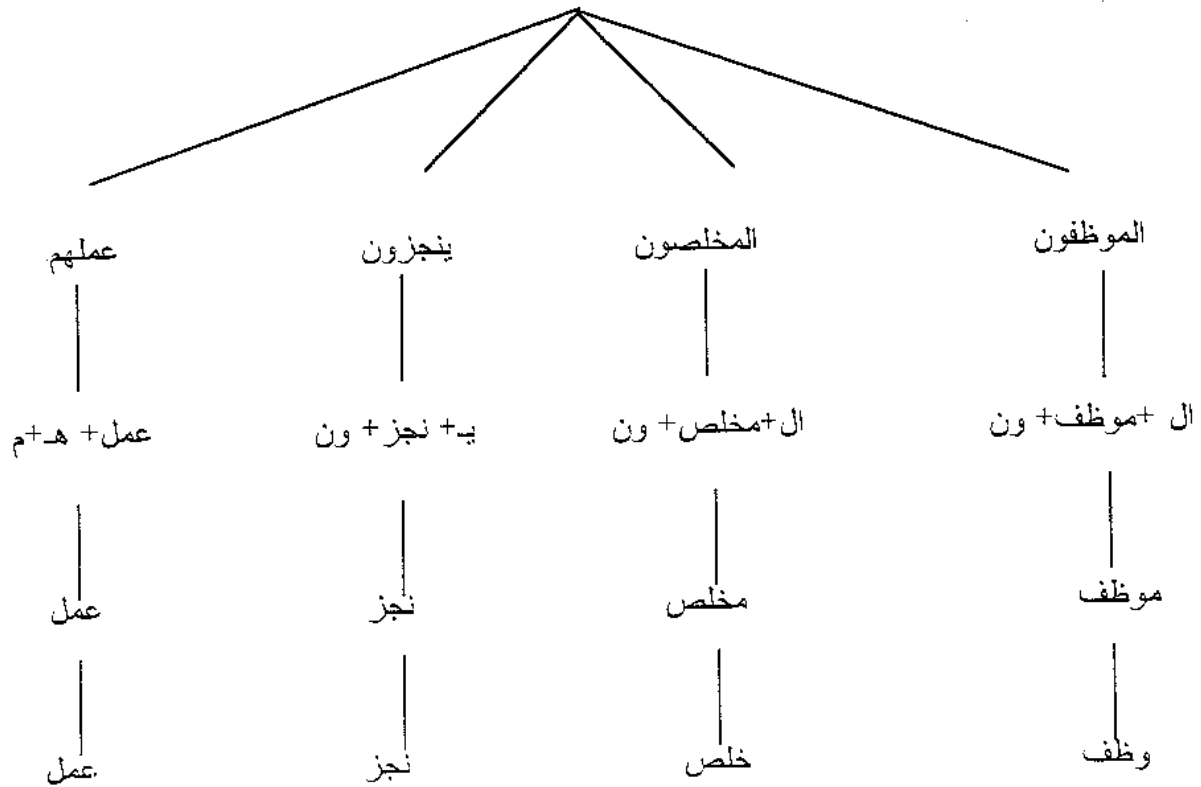 الموظفون المخلصون ينجزون عملهم
ال +موظف+ ون ال+مخلص+ ون يـ+ نجز+ ون عمل+ هـ+م
موظف مخلص نجز عمل
وظف خلص نجز عمل